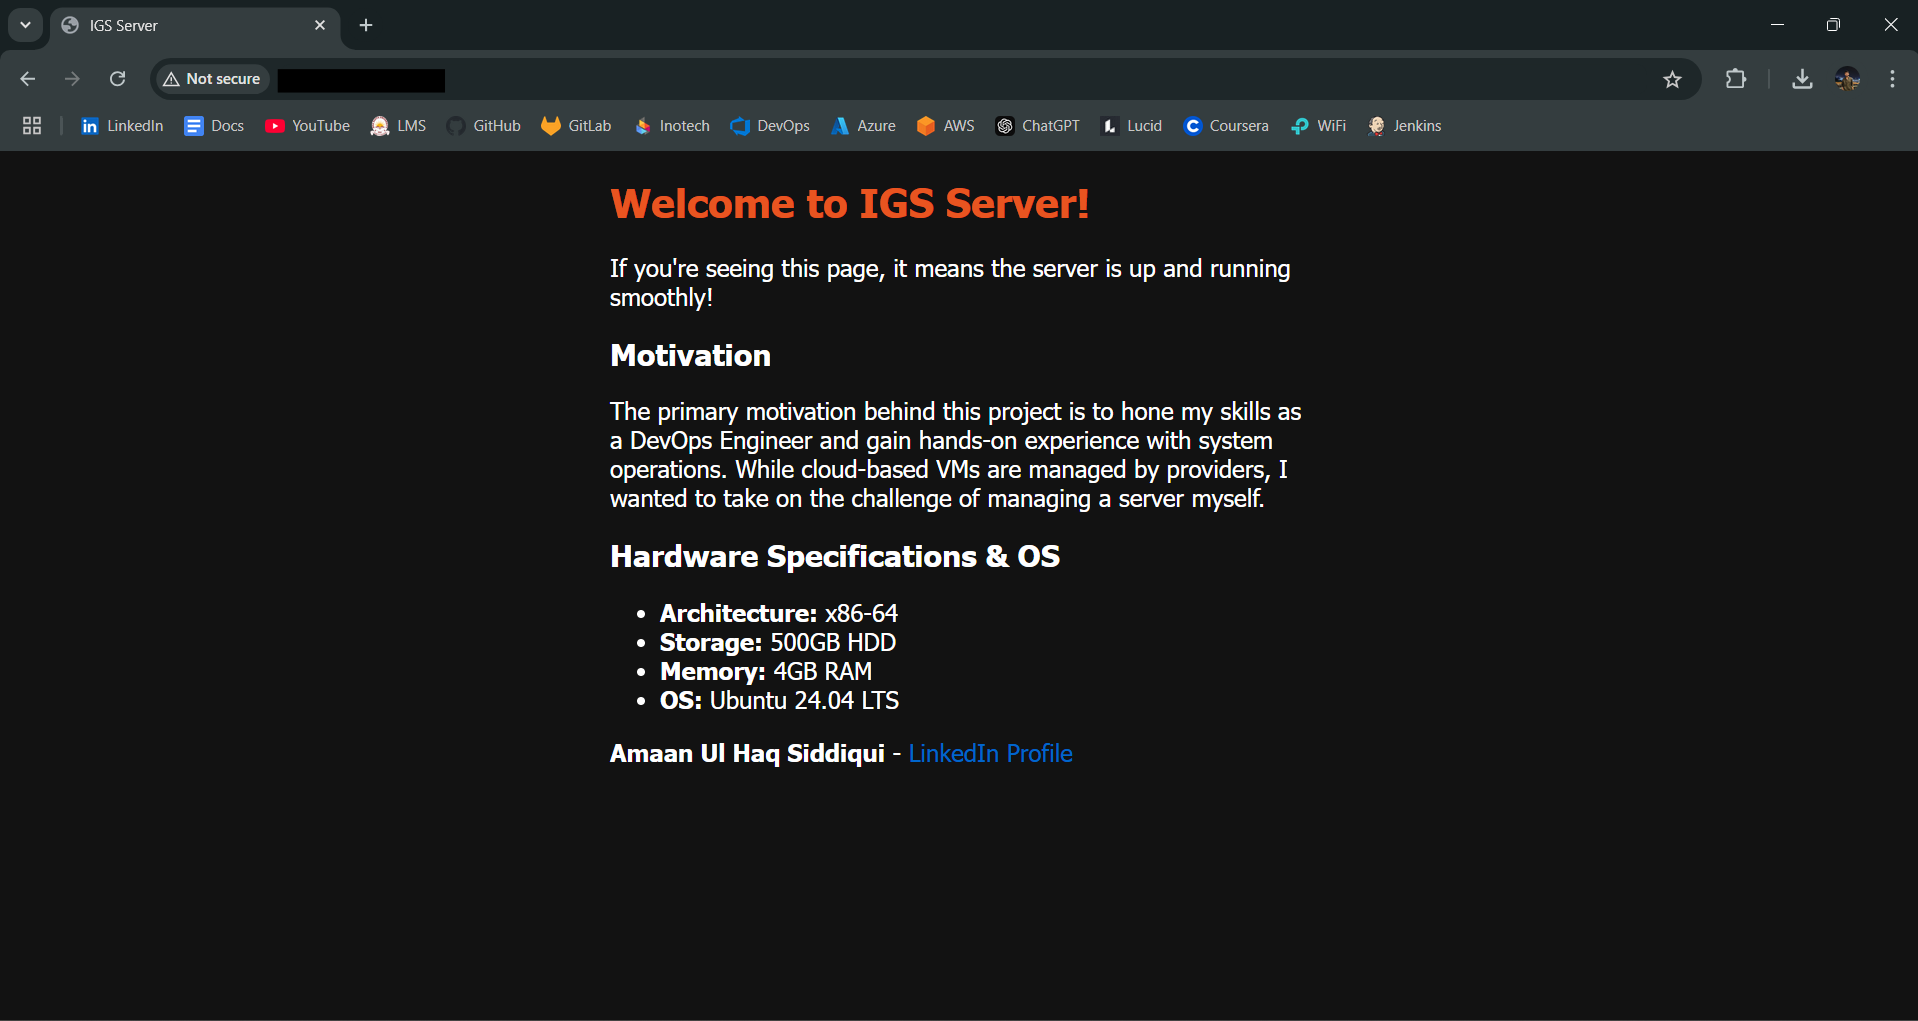 IGS Server
Not secure
LinkedIn Docs YouTube LMS GitHub GitLab Inotech DevOps Azure AWS ChatGPT Lucid Coursera WiFi Jenkins
Welcome to IGS Server!
If you're seeing this page, it means the server is up and running
smoothly!
Motivation
The primary motivation behind this project is to hone my skills as
a DevOps Engineer and gain hands-on experience with system
operations. While cloud-based VMs are managed by providers, I
wanted to take on the challenge of managing a server myself.
Hardware Specifications & OS
• Architecture: x86-64
• Storage: 500GB HDD
• Memory: 4GB RAM
• OS: Ubuntu 24.04 LTS
Amaan Ul Haq Siddiqui - LinkedIn Profile